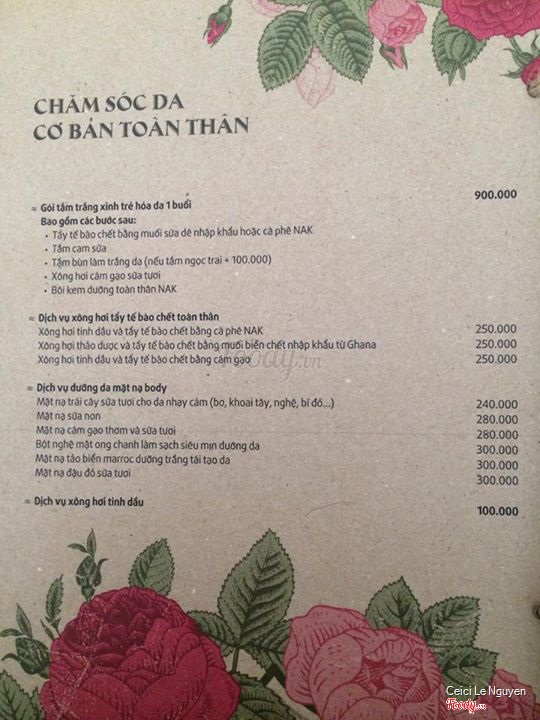 CHĂM SÓC DA
CƠ BẢN TOÀN THÂN
≈ Gói tắm trắng xinh trẻ hóa da 1 buổi 900.000
Bao gồm các bước sau:
• Tẩy tế bào chết bằng muối sữa dê nhập khẩu hoặc cà phê NAK
• Tắm cam sữa
• Tắm bùn làm trắng da (nếu tắm ngọc trai + 100.000)
• Xông hơi cám gạo sữa tươi
• Bôi kem dưỡng toàn thân NAK
≈ Dịch vụ xông hơi tẩy tế bào chết toàn thân
Xông hơi tinh dầu và tẩy tế bào chết bằng cà phê NAK 250.000
Xông hơi thảo dược và tẩy tế bào chết bằng muối biển chết nhập khẩu từ Ghana 250.000
Xông hơi tinh dầu và tẩy tế bào chết bằng cám gạo 250.000
≈ Dịch vụ dưỡng da mặt nạ body
Mặt nạ trái cây sữa tươi cho da nhạy cảm (bơ, khoai tây, nghệ, bí đỏ...) 240.000
Mặt nạ sữa non 280.000
Mặt nạ cám gạo thơm và sữa tươi 280.000
Bột nghệ mật ong chanh làm sạch siêu mịn dưỡng da 300.000
Mặt nạ tảo biển marroc dưỡng trắng tái tạo da 300.000
Mặt nạ đậu đỏ sữa tươi 300.000
≈ Dịch vụ xông hơi tinh dầu 100.000
Foody.vn
Ceici Le Nguyen
Foody.vn